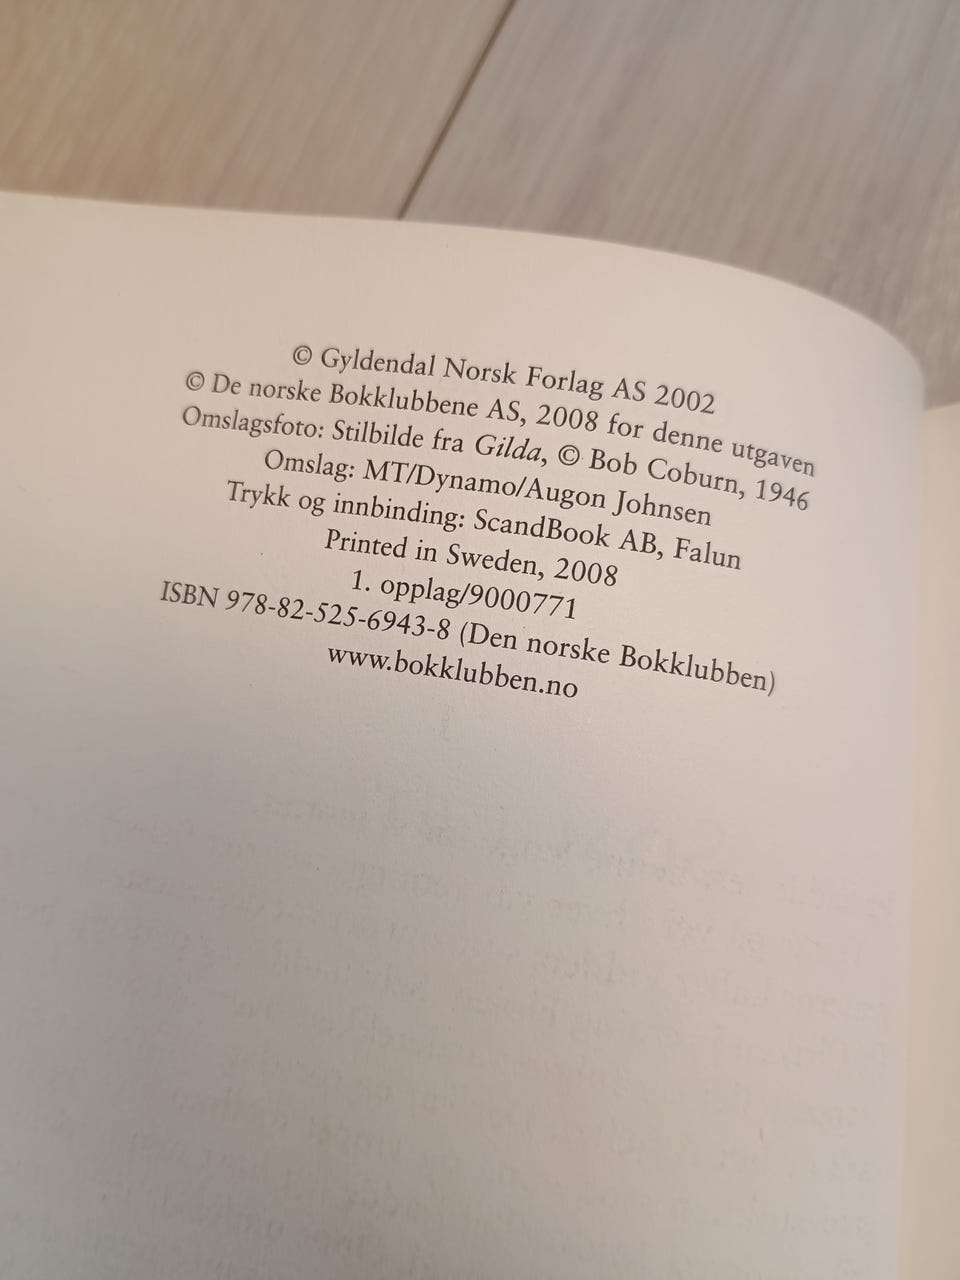 © Gyldendal Norsk Forlag AS 2002
© De norske Bokklubbene AS, 2008 for denne utgaven
Omslagsfoto: Stilbilde fra Gilda, © Bob Coburn, 1946
Omslag: MT/Dynamo/Augon Johnsen
Trykk og innbinding: ScandBook AB, Falun
Printed in Sweden, 2008
1. opplag/9000771
ISBN 978-82-525-6943-8 (Den norske Bokklubben)
www.bokklubben.no